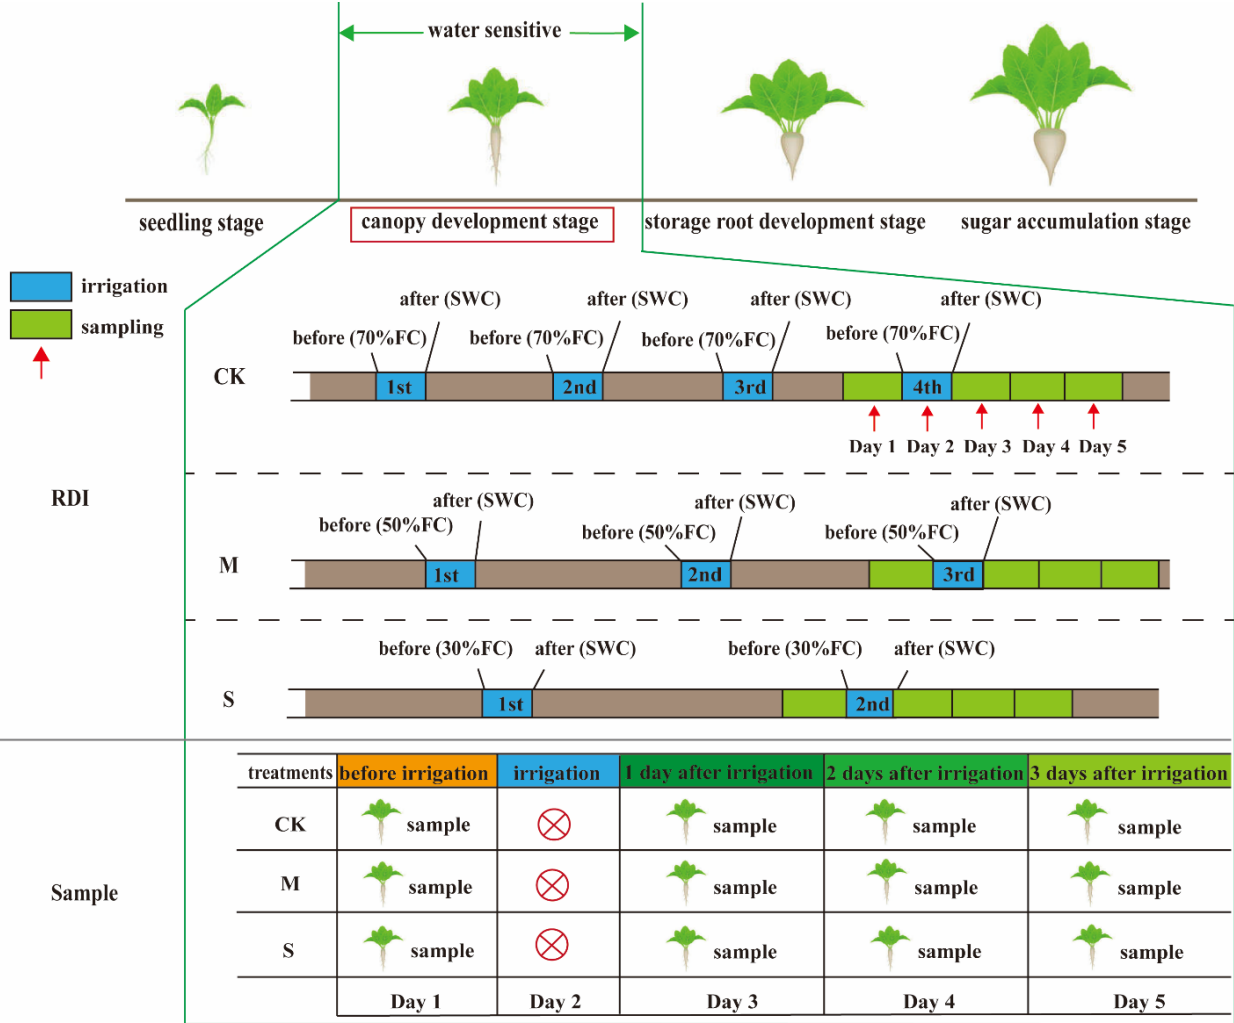 water sensitive
seedling stage
canopy development stage
storage root development stage
sugar accumulation stage
irrigation
sampling
RDI
CK
before (70%FC)
after (SWC)
before (70%FC)
after (SWC)
before (70%FC)
after (SWC)
before (70%FC)
after (SWC)
1st
2nd
3rd
4th
Day 1
Day 2
Day 3
Day 4
Day 5
M
before (50%FC)
after (SWC)
before (50%FC)
after (SWC)
before (50%FC)
after (SWC)
1st
2nd
3rd
S
before (30%FC)
after (SWC)
before (30%FC)
after (SWC)
1st
2nd
Sample
treatments before irrigation irrigation 1 day after irrigation 2 days after irrigation 3 days after irrigation
CK sample sample sample sample
M sample sample sample sample
S sample sample sample sample
Day 1 Day 2 Day 3 Day 4 Day 5